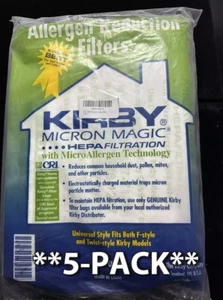 Allergen Reduction
Filters
BEST
KIRBY®
MICRON MAGIC®
HEPA FILTRATION
with MicroAllergen Technology
CRI
• Reduces common household dust, pollen, mites,
and other particles.
• Electrostatically charged material traps micron
particle matter.
• To maintain HEPA filtration, use only GENUINE Kirby
filter bags available from your local authorized
Kirby Distributor.
Universal Style Fits Both F-style
and Twist-style Kirby Models
**5-PACK**